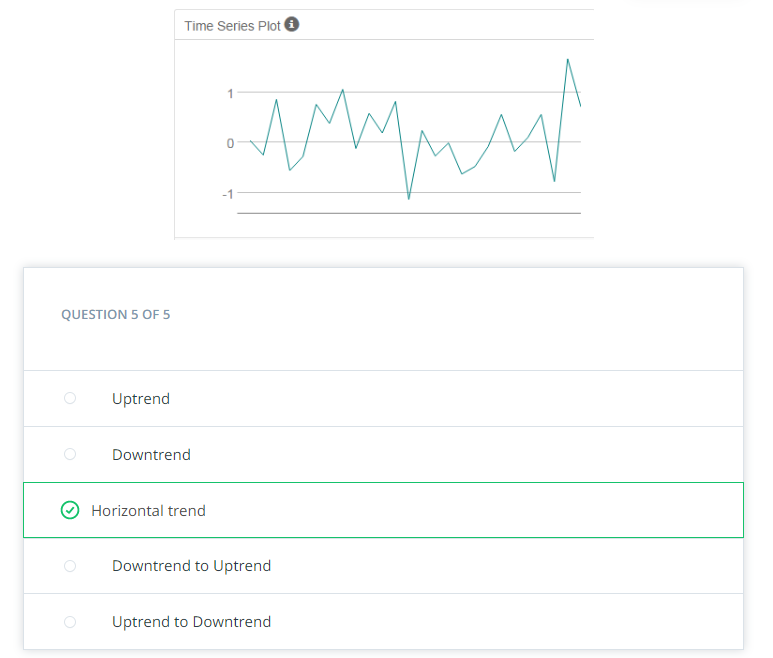 Time Series Plot
1
0
-1
QUESTION 5 OF 5
Uptrend
Downtrend
Horizontal trend
Downtrend to Uptrend
Uptrend to Downtrend